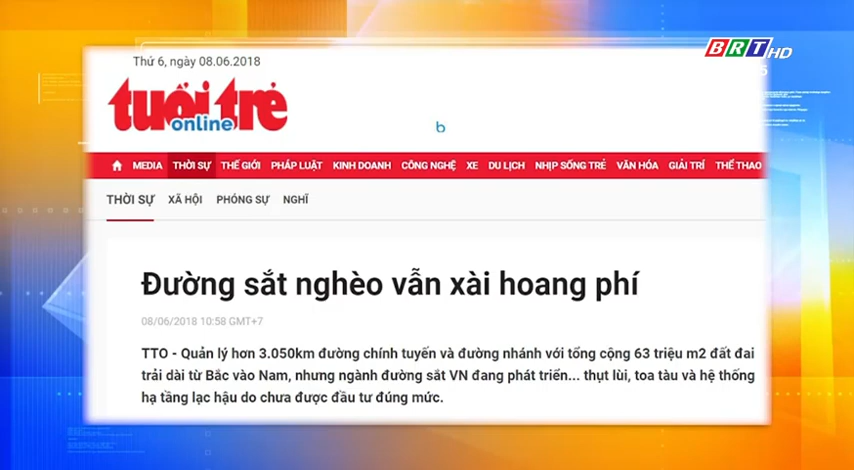 BRT HD
Thứ 6, ngày 08.06.2018
tuổi trẻ
online
b
MEDIA THỜI SỰ THẾ GIỚI PHÁP LUẬT KINH DOANH CÔNG NGHỆ XE DU LỊCH NHỊP SỐNG TRẺ VĂN HÓA GIẢI TRÍ THỂ THAO
THỜI SỰ XÃ HỘI PHÓNG SỰ NGHĨ
Đường sắt nghèo vẫn xài hoang phí
08/06/2018 10:58 GMT+7
TTO - Quản lý hơn 3.050km đường chính tuyến và đường nhánh với tổng cộng 63 triệu m2 đất đai
trải dài từ Bắc vào Nam, nhưng ngành đường sắt VN đang phát triển... thụt lùi, toa tàu và hệ thống
hạ tầng lạc hậu do chưa được đầu tư đúng mức.